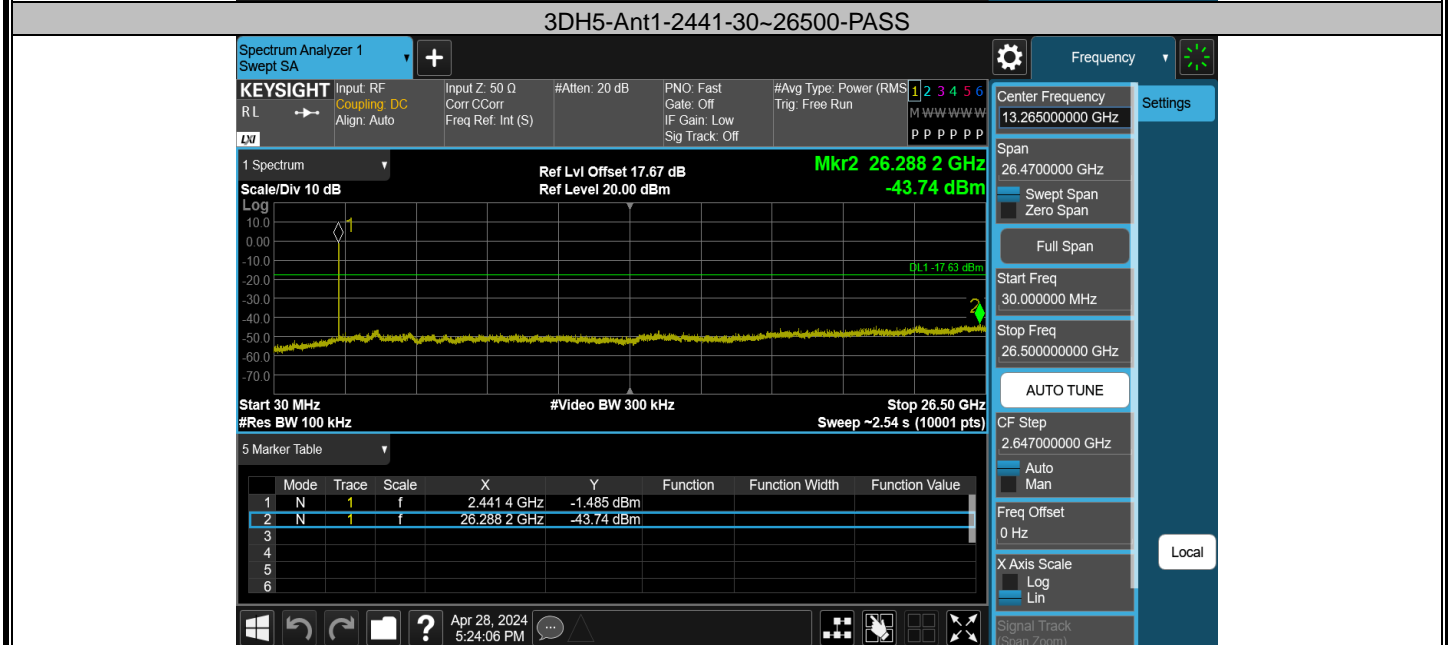 3DH5-Ant1-2441-30~26500-PASS
Spectrum Analyzer 1
Swept SA
+
Frequency
KEYSIGHT
R L
LXI
Input: RF
Coupling: DC
Align: Auto
Input Z: 50 Ω
Corr CCorr
Freq Ref: Int (S)
#Atten: 20 dB
PNO: Fast
Gate: Off
IF Gain: Low
Sig Track: Off
#Avg Type: Power (RMS
Trig: Free Run
1 2 3 4 5 6
M W W W W W
P P P P P P
Center Frequency
13.265000000 GHz
Settings
1 Spectrum
Ref Lvl Offset 17.67 dB
Mkr2 26.288 2 GHz
Scale/Div 10 dB
Ref Level 20.00 dBm
-43.74 dBm
Log
10.0
0.00
-10.0
-20.0
-30.0
-40.0
-50.0
-60.0
-70.0
1
DL1 -17.63 dBm
2
Start 30 MHz
#Video BW 300 kHz
Stop 26.50 GHz
#Res BW 100 kHz
Sweep ~2.54 s (10001 pts)
Span
26.4700000 GHz
Swept Span
Zero Span
Full Span
Start Freq
30.000000 MHz
Stop Freq
26.500000000 GHz
AUTO TUNE
CF Step
2.647000000 GHz
Auto
Man
Freq Offset
0 Hz
X Axis Scale
Log
Lin
Signal Track
(Span Zoom)
Local
5 Marker Table
Mode Trace Scale X Y Function Function Width Function Value
1 N 1 f 2.441 4 GHz -1.485 dBm
2 N 1 f 26.288 2 GHz -43.74 dBm
3
4
5
6
?
Apr 28, 2024
5:24:06 PM